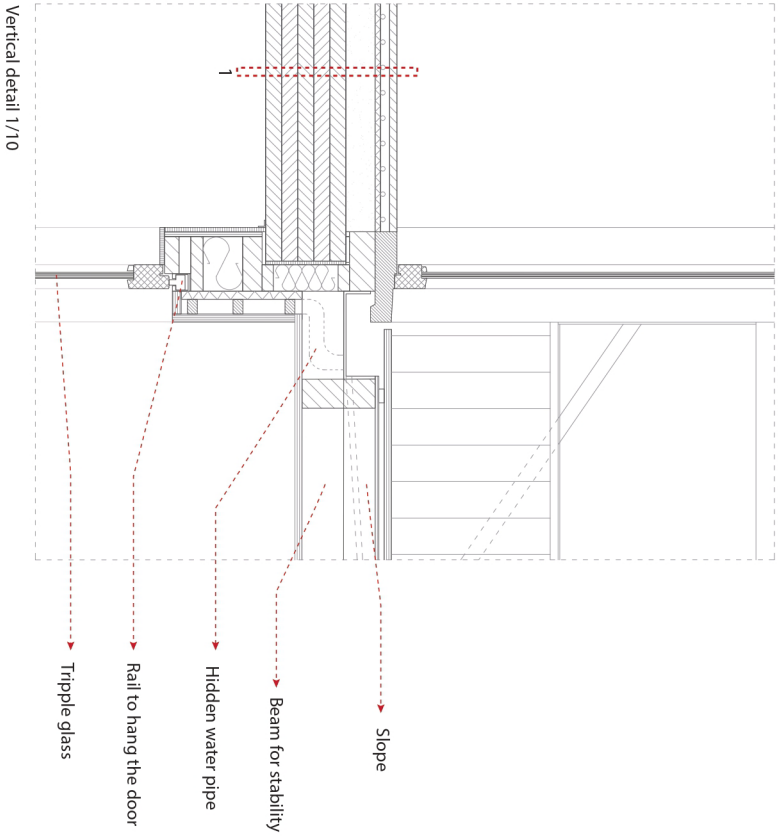 Vertical detail 1/10
1
Slope
Beam for stability
Hidden water pipe
Rail to hang the door
Tripple glass